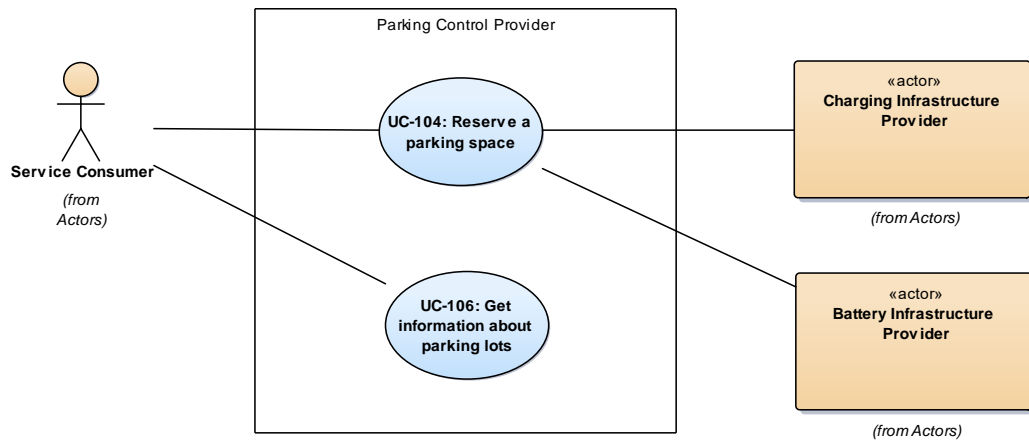 Parking Control Provider
Service Consumer
(from
Actors)
UC-104: Reserve a
parking space
UC-106: Get
information about
parking lots
«actor»
Charging Infrastructure
Provider
(from Actors)
«actor»
Battery Infrastructure
Provider
(from Actors)